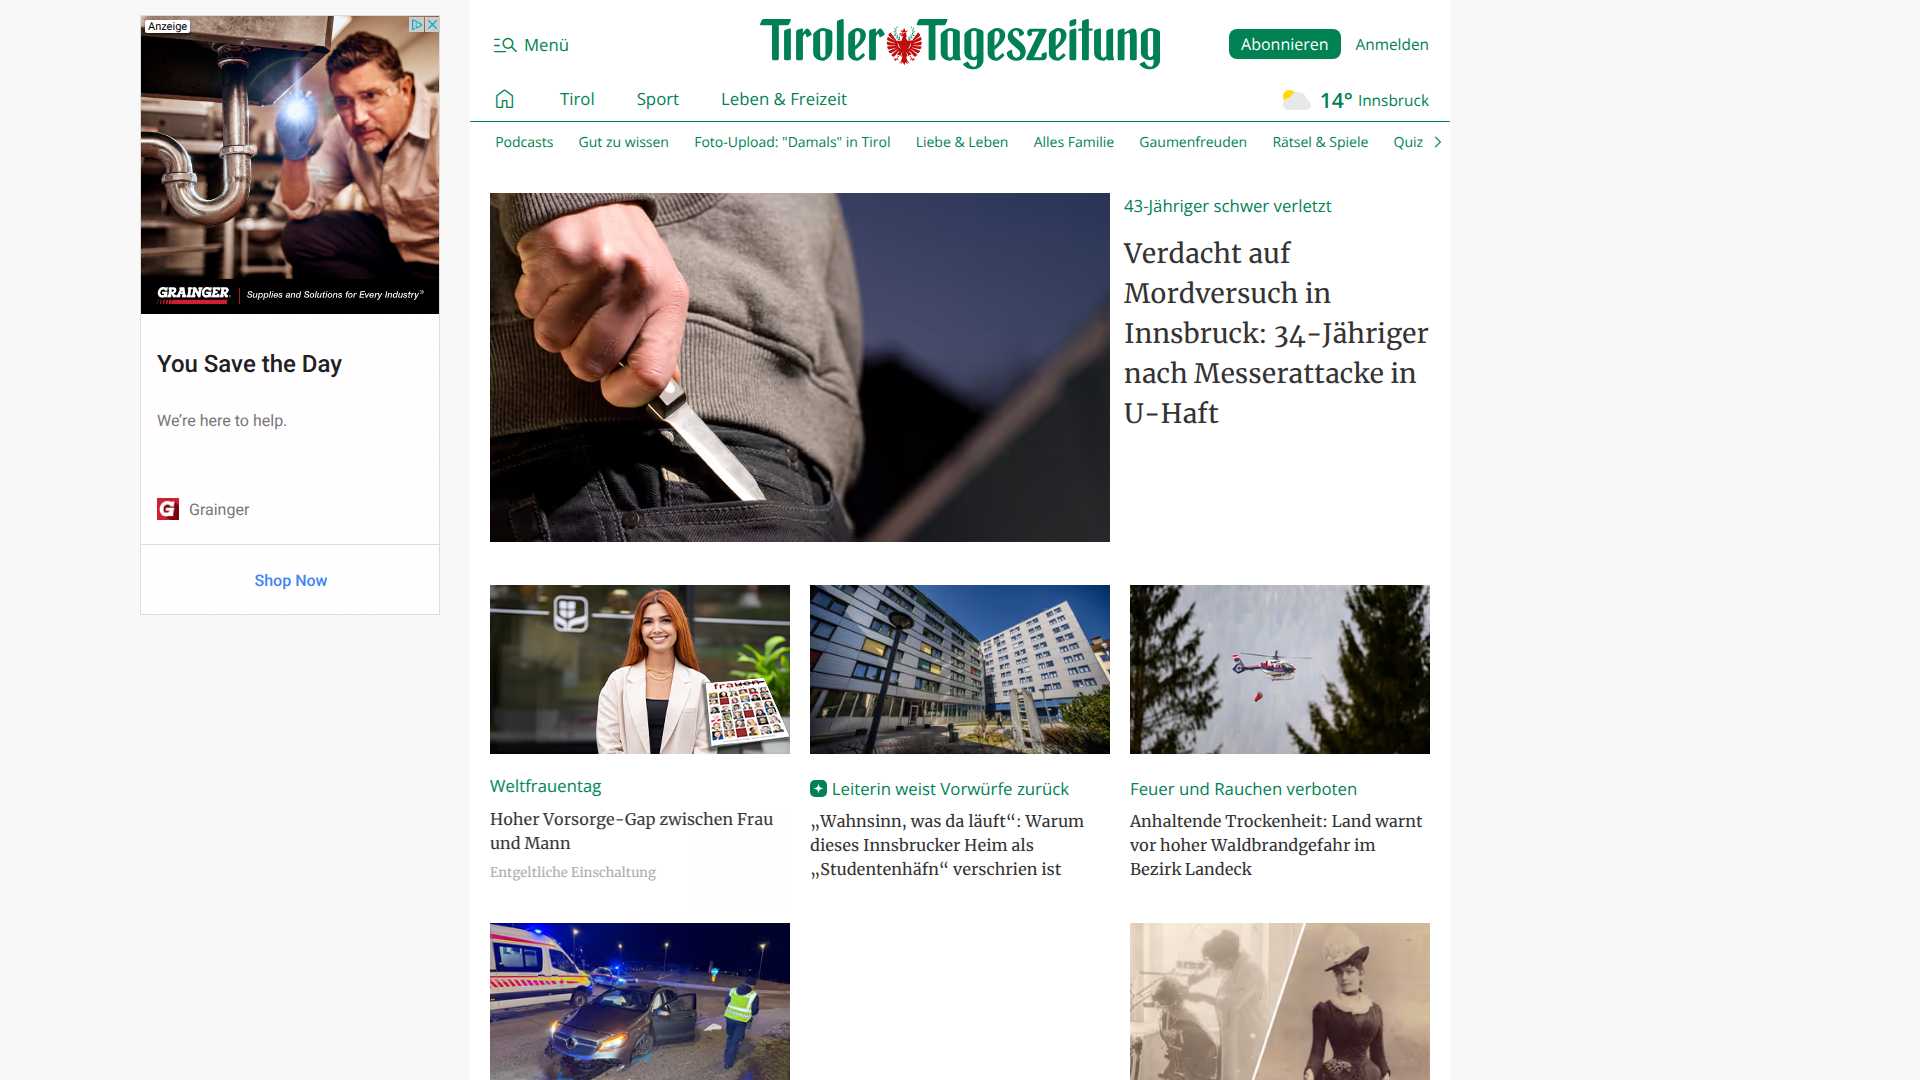 Anzeige
GRAINGER
Supplies and Solutions for Every Industry®
You Save the Day
We're here to help.
G Grainger
Shop Now
Menü
Tiroler Tageszeitung
Abonnieren
Anmelden
Tirol
Sport
Leben & Freizeit
14° Innsbruck
Podcasts
Gut zu wissen
Foto-Upload: "Damals" in Tirol
Liebe & Leben
Alles Familie
Gaumenfreuden
Rätsel & Spiele
Quiz
43-Jähriger schwer verletzt
Verdacht auf
Mordversuch in
Innsbruck: 34-Jähriger
nach Messerattacke in
U-Haft
frauen
Weltfrauentag
Hoher Vorsorge-Gap zwischen Frau
und Mann
Entgeltliche Einschaltung
Leiterin weist Vorwürfe zurück
„Wahnsinn, was da läuft“: Warum
dieses Innsbrucker Heim als
„Studentenhäfn“ verschrien ist
Feuer und Rauchen verboten
Anhaltende Trockenheit: Land warnt
vor hoher Waldbrandgefahr im
Bezirk Landeck